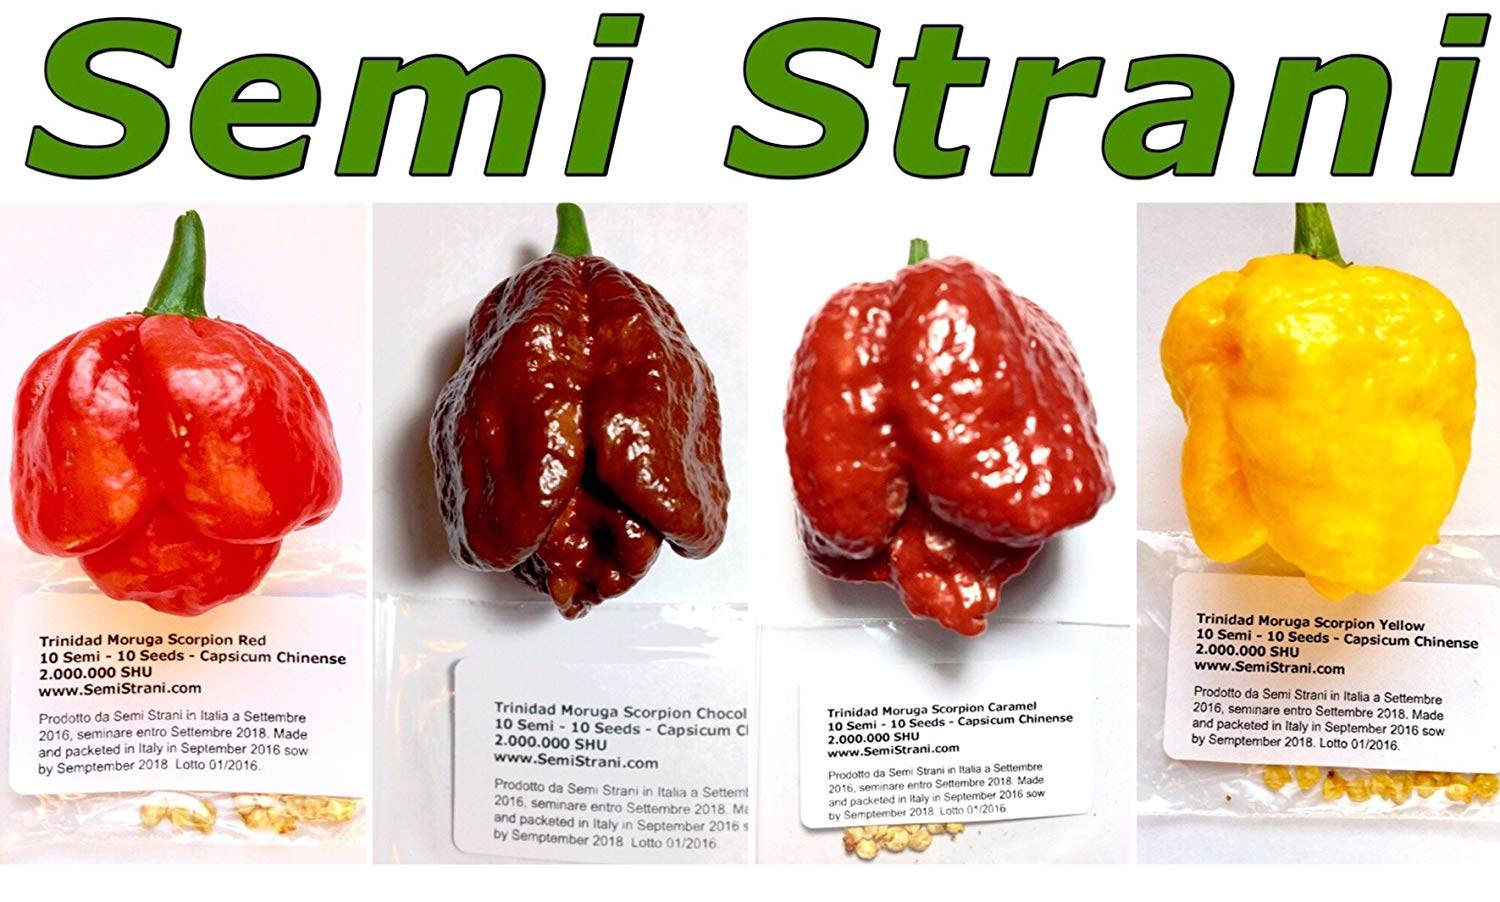 Semi Strani
Trinidad Moruga Scorpion Red
10 Semi - 10 Seeds - Capsicum Chinense
2.000.000 SHU
www.SemiStrani.com
Prodotto da Semi Strani in Italia a Settembre
2016, seminare entro Settembre 2018. Made
and packeted in Italy in September 2016 sow
by Semptember 2018 Lotto 01/2016.
Trinidad Moruga Scorpion Chocol
10 Semi - 10 Seeds - Capsicum C
2.000.000 SHU
www.SemiStrani.com
Prodotto da Semi Strani in Italia a Settemb
2016, seminare entro Settembre 2018. Ma
and packeted in Italy in September 2016 s
by Semptember 2018 Lotto 01/2016
Trinidad Moruga Scorpion Caramel
10 Semi - 10 Seeds - Capsicum Chinense
2.000.000 SHU
www.SemiStrani.com
Prodotto da Semi Strani in Italia a Settembre
2016, seminare entro Settembre 2018. Made
and packeted in Italy in September 2016 sow
by Semptember 2018. Lotto 01/2016.
Trinidad Moruga Scorpion Yellow
10 Semi - 10 Seeds - Capsicum Chinense
2.000.000 SHU
www.SemiStrani.com
Prodotto da Semi Strani in Italia a Settembre
2016, seminare entro Settembre 2018. Made
and packeted in Italy in September 2016 sow
by Semptember 2018. Lotto 01/2016.